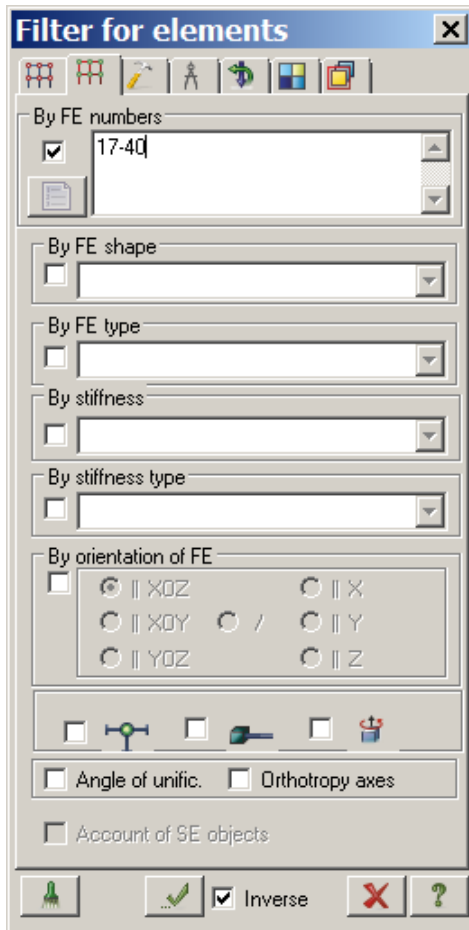 Filter for elements
By FE numbers
17-40
By FE shape
By FE type
By stiffness
By stiffness type
By orientation of FE
|| XOZ || X
|| XOY / || Y
|| YOZ || Z
Angle of unific. Orthotropy axes
Account of SE objects
Inverse ?